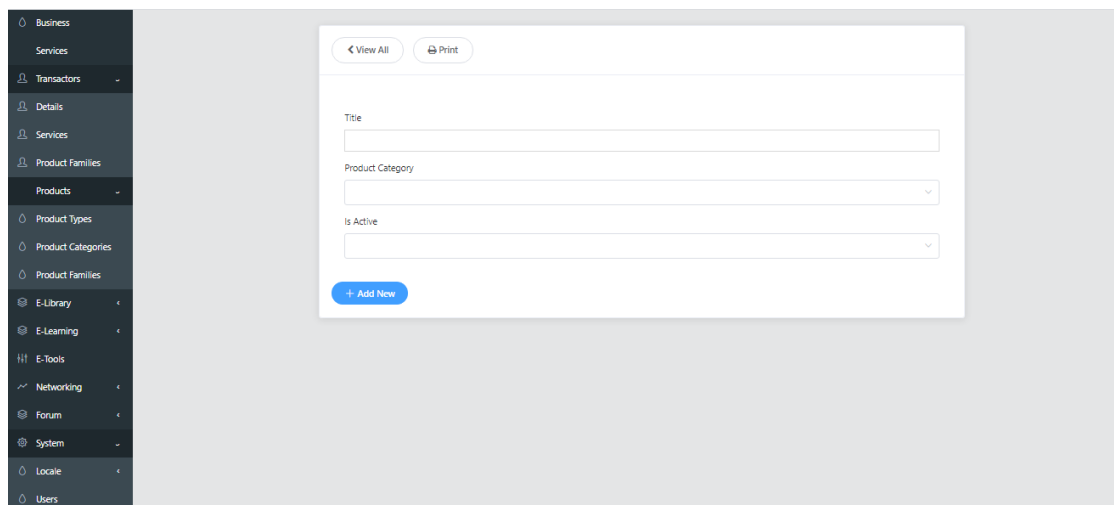 Business
Services
Transactors
Details
Services
Product Families
Products
Product Types
Product Categories
Product Families
E-Library
E-Learning
E-Tools
Networking
Forum
System
Locale
Users
View All
Print
Title
Product Category
Is Active
+ Add New